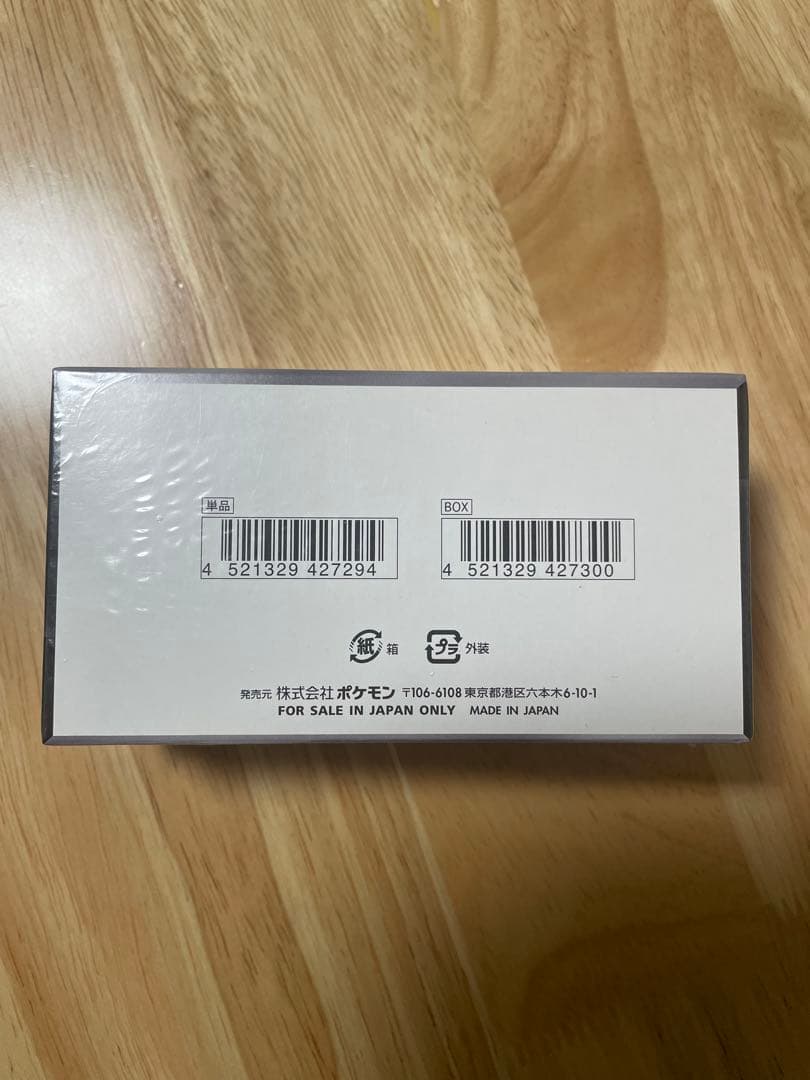 単品
4 521329 427294
BOX
4 521329 427300
紙 箱
プラ 外装
発売元 株式会社 ポケモン 〒106-6108 東京都港区六本木6-10-1
FOR SALE IN JAPAN ONLY MADE IN JAPAN